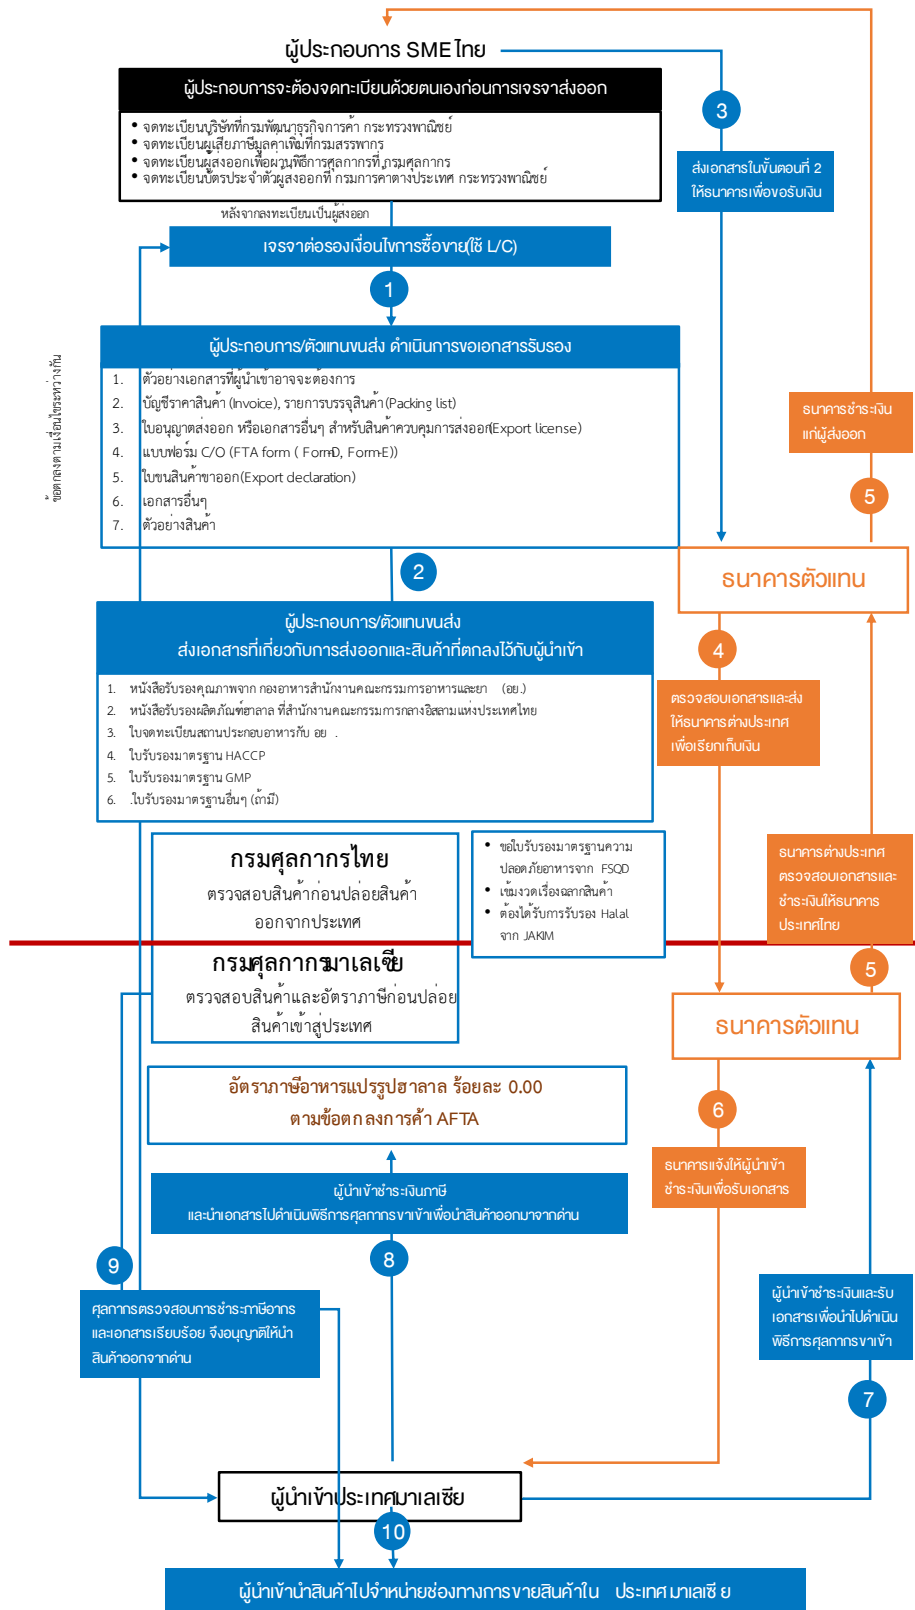 ผู้ประกอบการ SME ไทย
ผู้ประกอบการจะต้องจดทะเบียนด้วยตนเองก่อนการเจรจาส่งออก
• จดทะเบียนบริษัทที่กรมพัฒนาธุรกิจการค้า กระทรวงพาณิชย์
• จดทะเบียนผู้เสียภาษีมูลค่าเพิ่มที่กรมสรรพากร
• จดทะเบียนผู้ส่งออกเพื่อผ่านพิธีการศุลกากรที่ กรมศุลกากร
• จดทะเบียนบัตรประจำตัวผู้ส่งออกที่ กรมการค้าต่างประเทศ กระทรวงพาณิชย์
3
ส่งเอกสารในขั้นตอนที่ 2
ให้ธนาคารเพื่อขอรับเงิน
หลังจากลงทะเบียนเป็นผู้ส่งออก
เจรจาต่อรองเงื่อนไขการซื้อขาย(ใช้ L/C)
1
ข้อตกลงตามเงื่อนไขระหว่างกัน
ผู้ประกอบการ/ตัวแทนขนส่ง ดำเนินการขอเอกสารรับรอง
1. ตัวอย่างเอกสารที่ผู้นำเข้าอาจจะต้องการ
2. บัญชีราคาสินค้า (Invoice), รายการบรรจุสินค้า (Packing list)
3. ใบอนุญาตส่งออก หรือเอกสารอื่นๆ สำหรับสินค้าควบคุมการส่งออก(Export license)
4. แบบฟอร์ม C/O (FTA form ( Form-D, Form-E))
5. ใบขนสินค้าขาออก(Export declaration)
6. เอกสารอื่นๆ
7. ตัวอย่างสินค้า
ธนาคารชำระเงิน
แก่ผู้ส่งออก
5
2
ธนาคารตัวแทน
ผู้ประกอบการ/ตัวแทนขนส่ง
ส่งเอกสารที่เกี่ยวกับการส่งออกและสินค้าที่ตกลงไว้กับผู้นำเข้า
1. หนังสือรับรองคุณภาพจาก กองอาหารสำนักงานคณะกรรมการอาหารและยา (อย.)
2. หนังสือรับรองผลิตภัณฑ์ฮาลาล ที่สำนักงานคณะกรรมการกลางอิสลามแห่งประเทศไทย
3. ใบจดทะเบียนสถานประกอบอาหารกับ อย .
4. ใบรับรองมาตรฐาน HACCP
5. ใบรับรองมาตรฐาน GMP
6. .ใบรับรองมาตรฐานอื่นๆ (ถ้ามี)
4
ตรวจสอบเอกสารและส่ง
ให้ธนาคารต่างประเทศ
เพื่อเรียกเก็บเงิน
กรมศุลกากรไทย
ตรวจสอบสินค้าก่อนปล่อยสินค้า
ออกจากประเทศ
• ขอใบรับรองมาตรฐานความ
ปลอดภัยอาหารจาก FSQD
• เข้มงวดเรื่องฉลากสินค้า
• ต้องได้รับการรับรอง Halal
จาก JAKIM
ธนาคารต่างประเทศ
ตรวจสอบเอกสารและ
ชำระเงินให้ธนาคาร
ประเทศไทย
5
กรมศุลกากรมาเลเซีย
ตรวจสอบสินค้าและอัตราภาษีก่อนปล่อย
สินค้าเข้าสู่ประเทศ
ธนาคารตัวแทน
อัตราภาษีอาหารแปรรูปฮาลาล ร้อยละ 0.00
ตามข้อตกลงการค้า AFTA
6
ธนาคารแจ้งให้ผู้นำเข้า
ชำระเงินเพื่อรับเอกสาร
ผู้นำเข้าชำระเงินภาษี
และนำเอกสารไปดำเนินพิธีการศุลกากรขาเข้าเพื่อนำสินค้าออกมาจากด่าน
9
8
ศุลกากรตรวจสอบการชำระภาษีอากร
และเอกสารเรียบร้อย จึงอนุญาติให้นำ
สินค้าออกจากด่าน
ผู้นำเข้าชำระเงินและรับ
เอกสารเพื่อนำไปดำเนิน
พิธีการศุลกากรขาเข้า
7
ผู้นำเข้าประเทศมาเลเซีย
10
ผู้นำเข้านำสินค้าไปจำหน่ายช่องทางการขายสินค้าใน ประเทศ มาเลเซีย